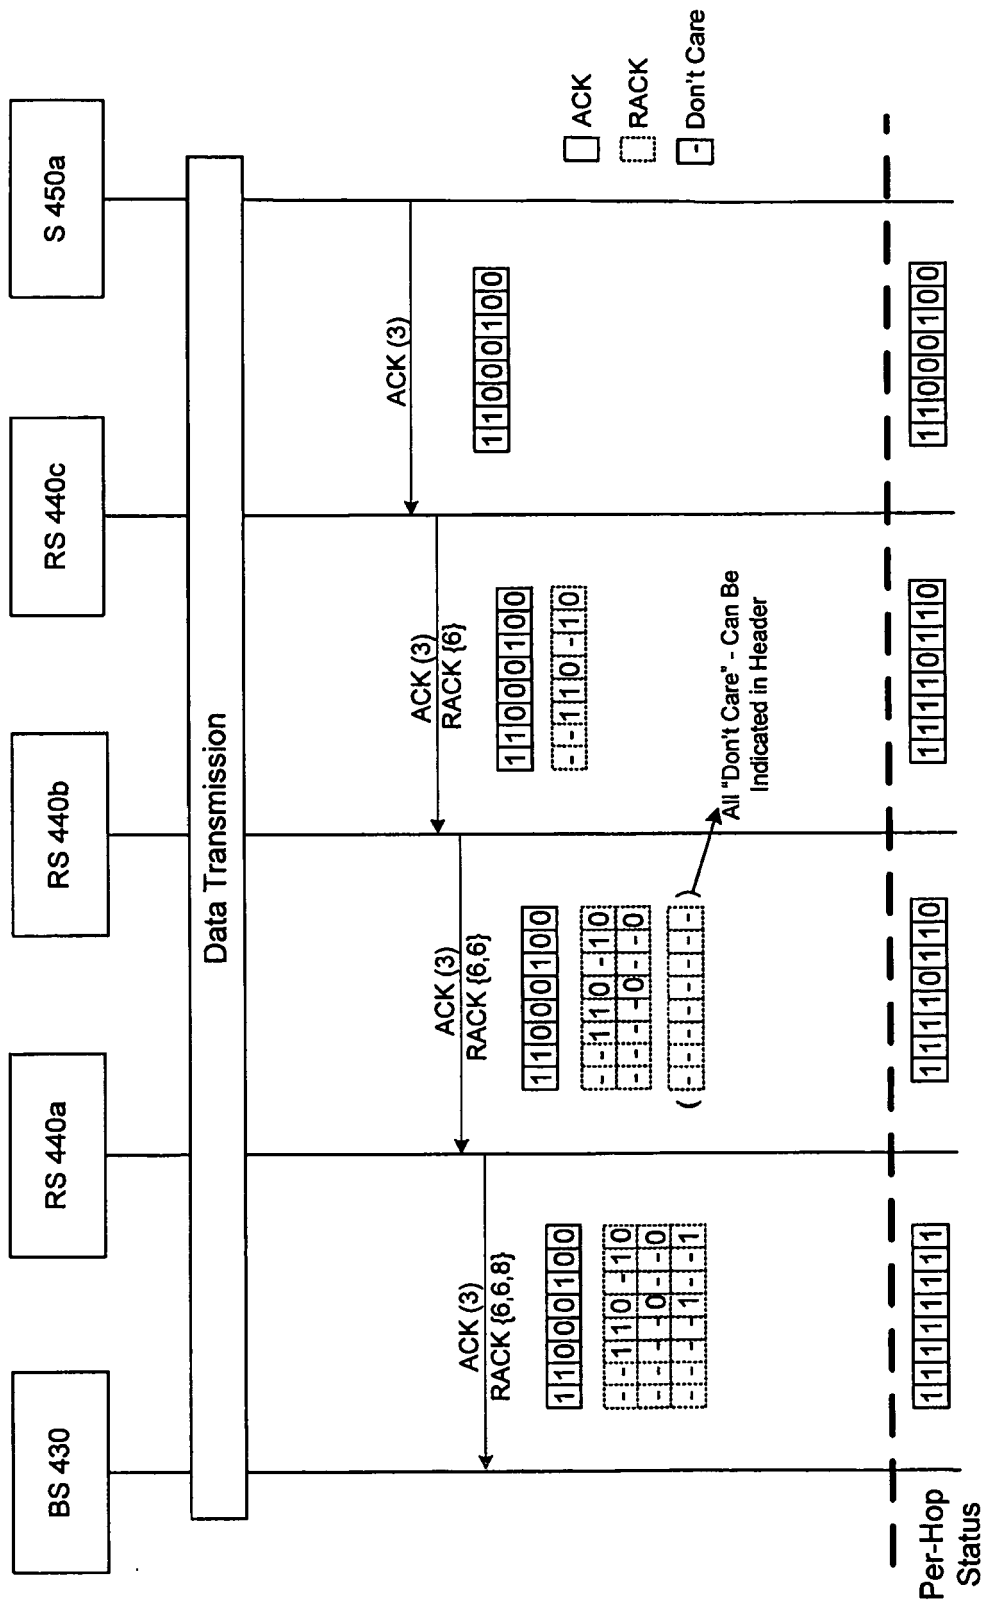 BS 430
RS 440a
RS 440b
RS 440c
S 450a
Data Transmission
ACK (3)
ACK (3)
RACK {6}
ACK (3)
RACK {6,6}
ACK (3)
RACK {6,6,8}
1 1 0 0 0 1 0 0
1 1 0 0 0 1 0 0
- - 1 1 0 - 1 0
1 1 0 0 0 1 0 0
- - 1 1 0 - 1 0
- - - - 0 - - 0
( - - - - - - - - )
1 1 0 0 0 1 0 0
- - 1 1 0 - 1 0
- - - - 0 - - 0
- - - - 1 - - 1
All "Don't Care" - Can Be
Indicated in Header
ACK
RACK
- Don't Care
Per-Hop
Status
1 1 1 1 1 1 1 1
1 1 1 1 0 1 1 0
1 1 1 1 0 1 1 0
1 1 0 0 0 1 0 0